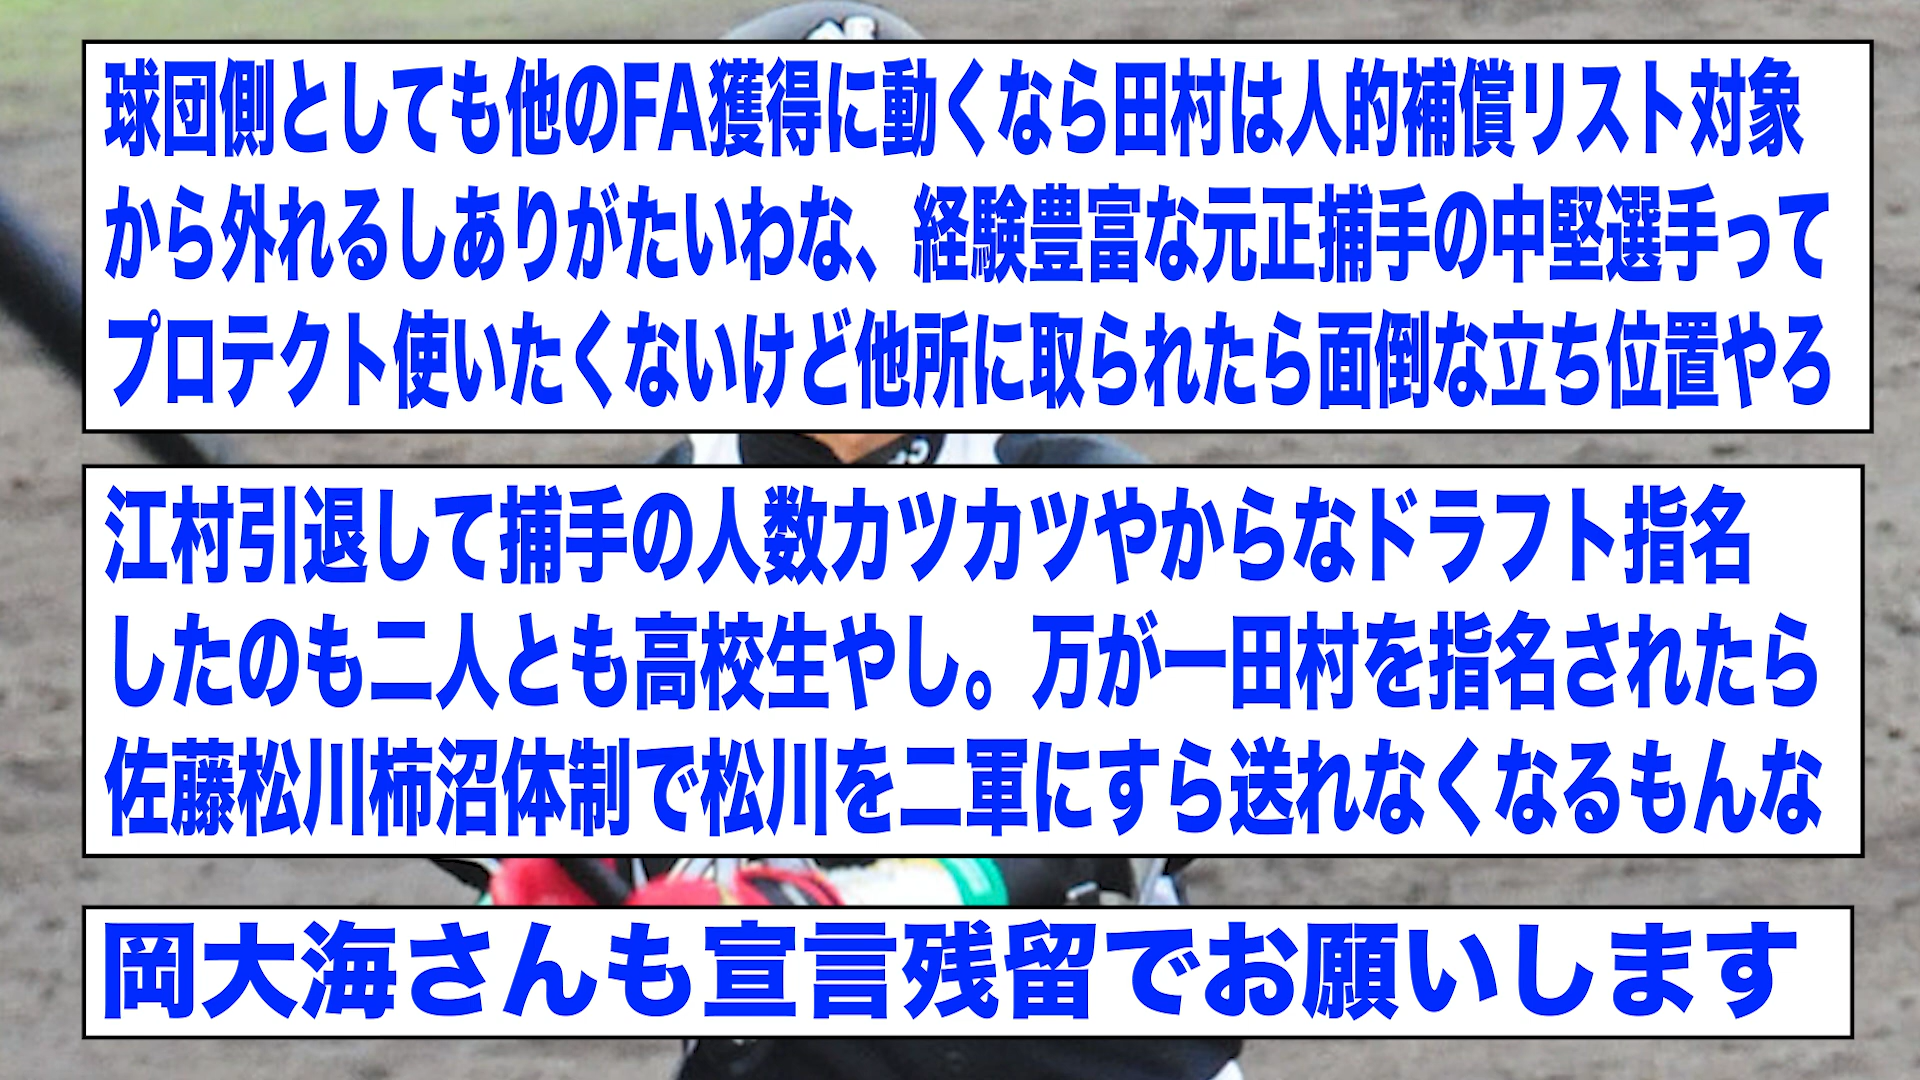 球団側としても他のFA獲得に動くなら田村は人的補償リスト対象
から外れるしありがたいわな、経験豊富な元正捕手の中堅選手って
プロテクト使いたくないけど他所に取られたら面倒な立ち位置やろ
江村引退して捕手の人数カツカツやからなドラフト指名
したのも二人とも高校生やし。万が一田村を指名されたら
佐藤松川柿沼体制で松川を二軍にすら送れなくなるもんな
岡大海さんも宣言残留でお願いします